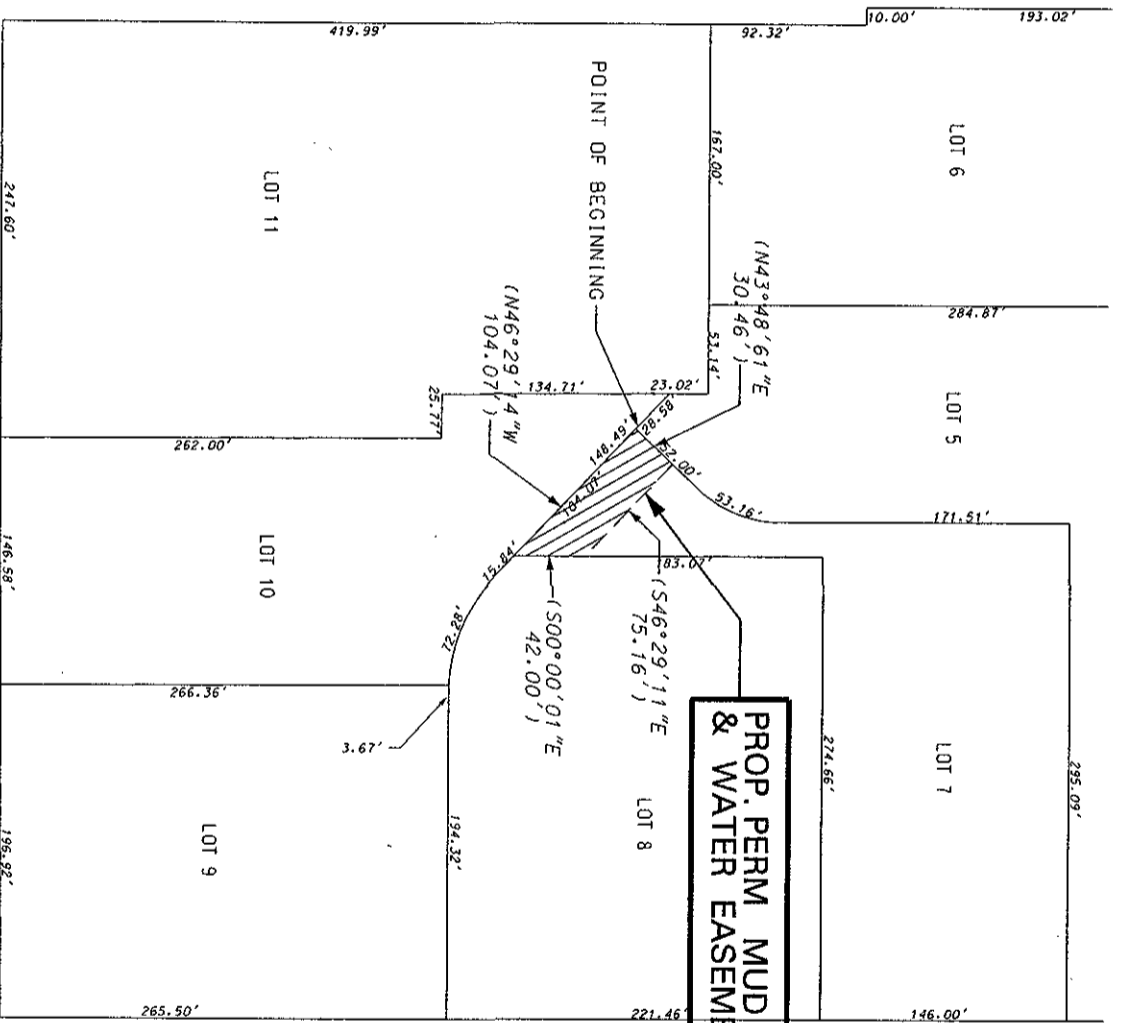 10.00'
193.02'
419.99'
92.32'
LOT 6
POINT OF BEGINNING
167.00'
LOT 11
247.60'
(N43°48'61"E
30.46')
284.87'
53.14'
(N46°29'14"W
104.07')
134.71'
23.02'
28.58'
25.77'
LOT 5
262.00'
148.49'
52.00'
104.07'
53.16'
171.51'
LOT 10
146.58'
15.84'
83.07'
(S46°29'11"E
75.16')
(S00°00'01"E
42.00')
72.28'
266.36'
3.67'
PROP. PERM MUD
& WATER
274.66'
LOT 7
295.09'
LOT 8
LOT 9
194.32'
196.92'
265.50'
221.46'
146.00'